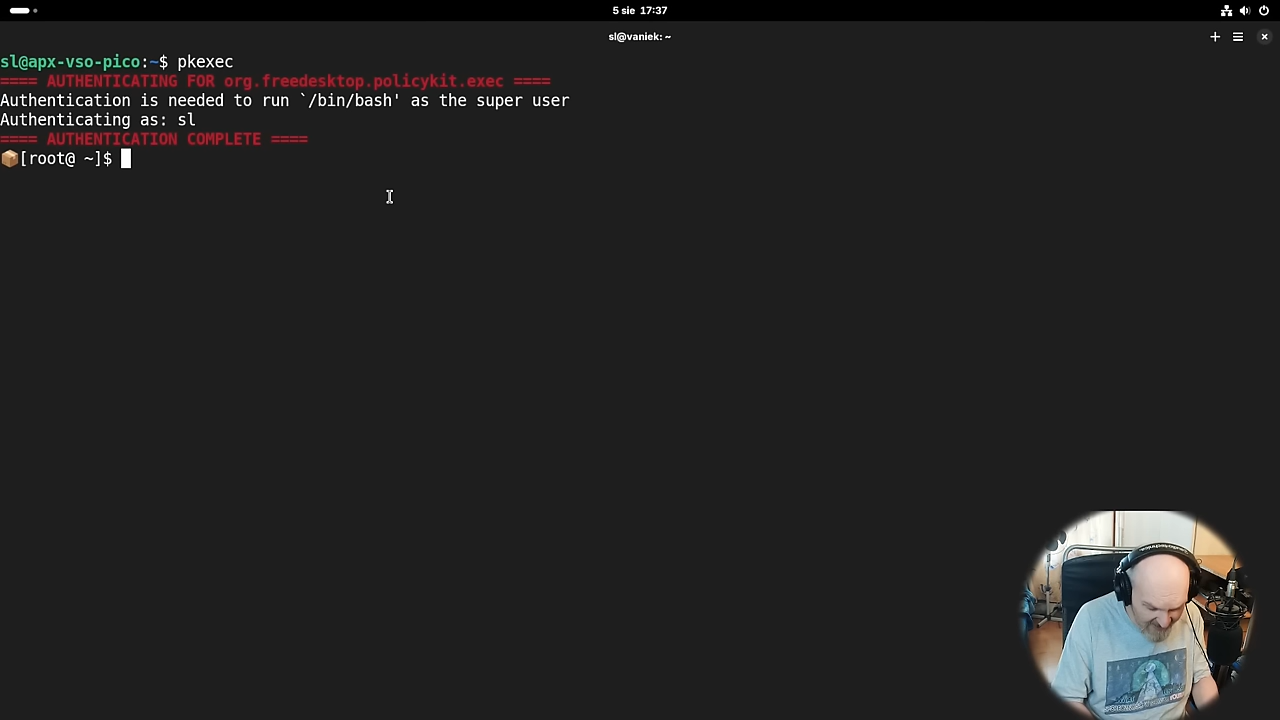 5 sie 17:37
sl@vaniek: ~
sl@apx-vso-pico:~$ pkexec
==== AUTHENTICATING FOR org.freedesktop.policykit.exec ====
Authentication is needed to run `/bin/bash' as the super user
Authenticating as: sl
==== AUTHENTICATION COMPLETE ====
📦[root@ ~]$